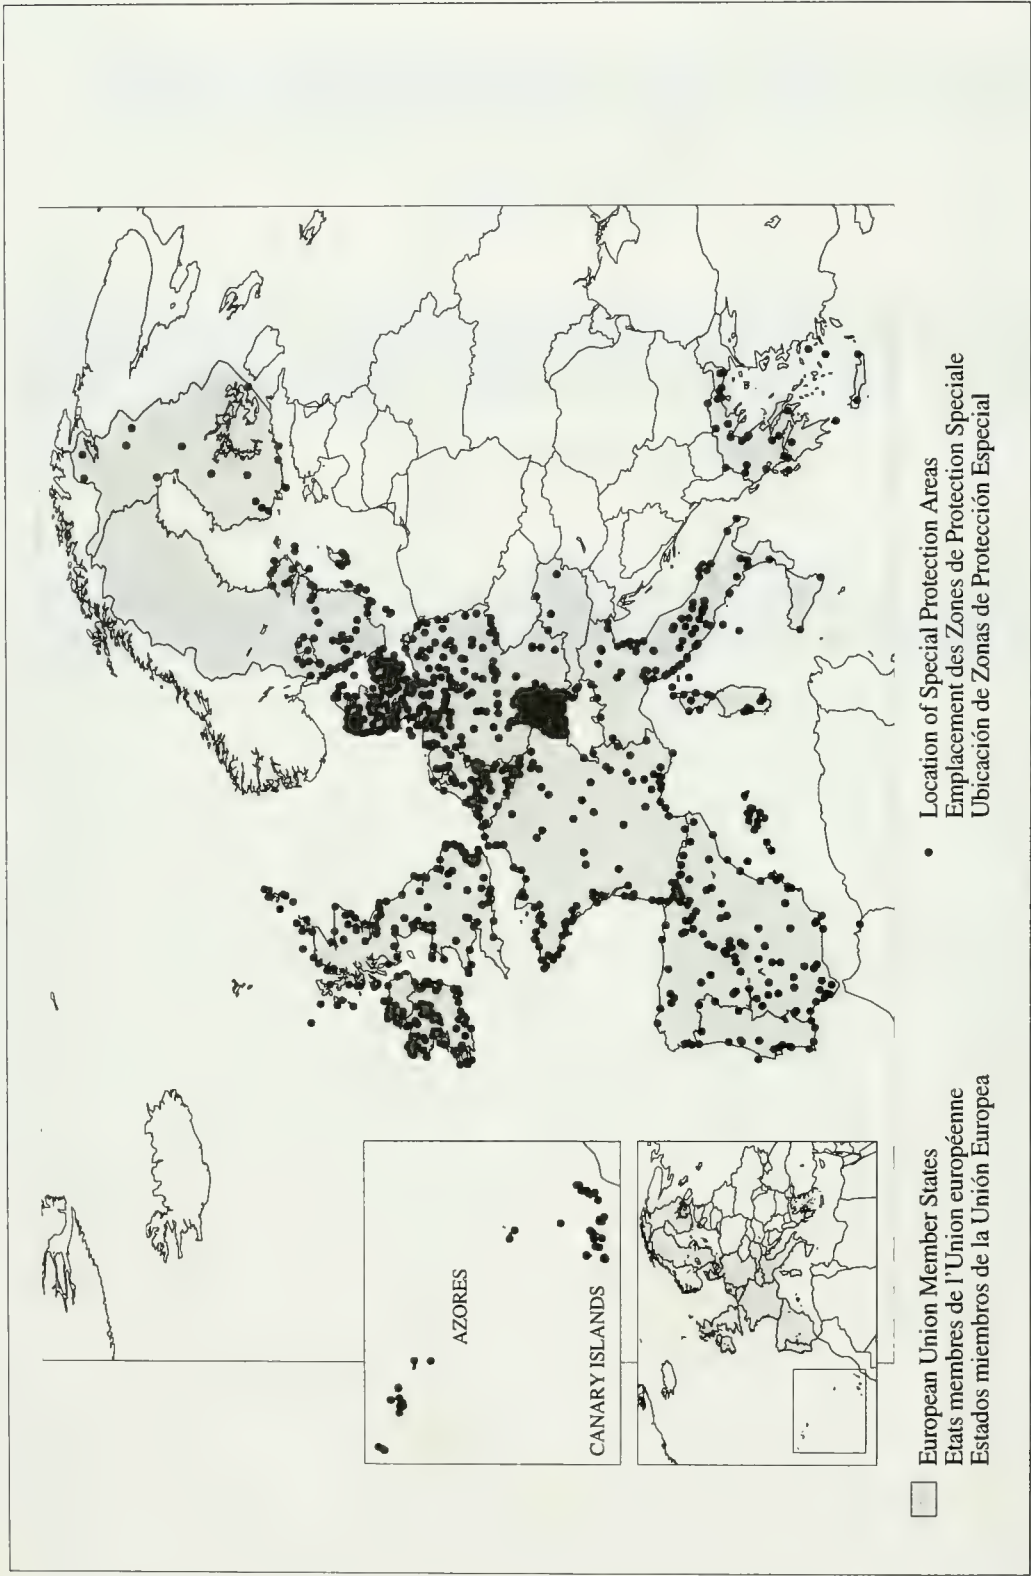 AZORES
CANARY ISLANDS
European Union Member States
Etats membres de l'Union européenne
Estados miembros de la Unión Europea
Location of Special Protection Areas
Emplacement des Zones de Protection Speciale
Ubicación de Zonas de Protección Especial